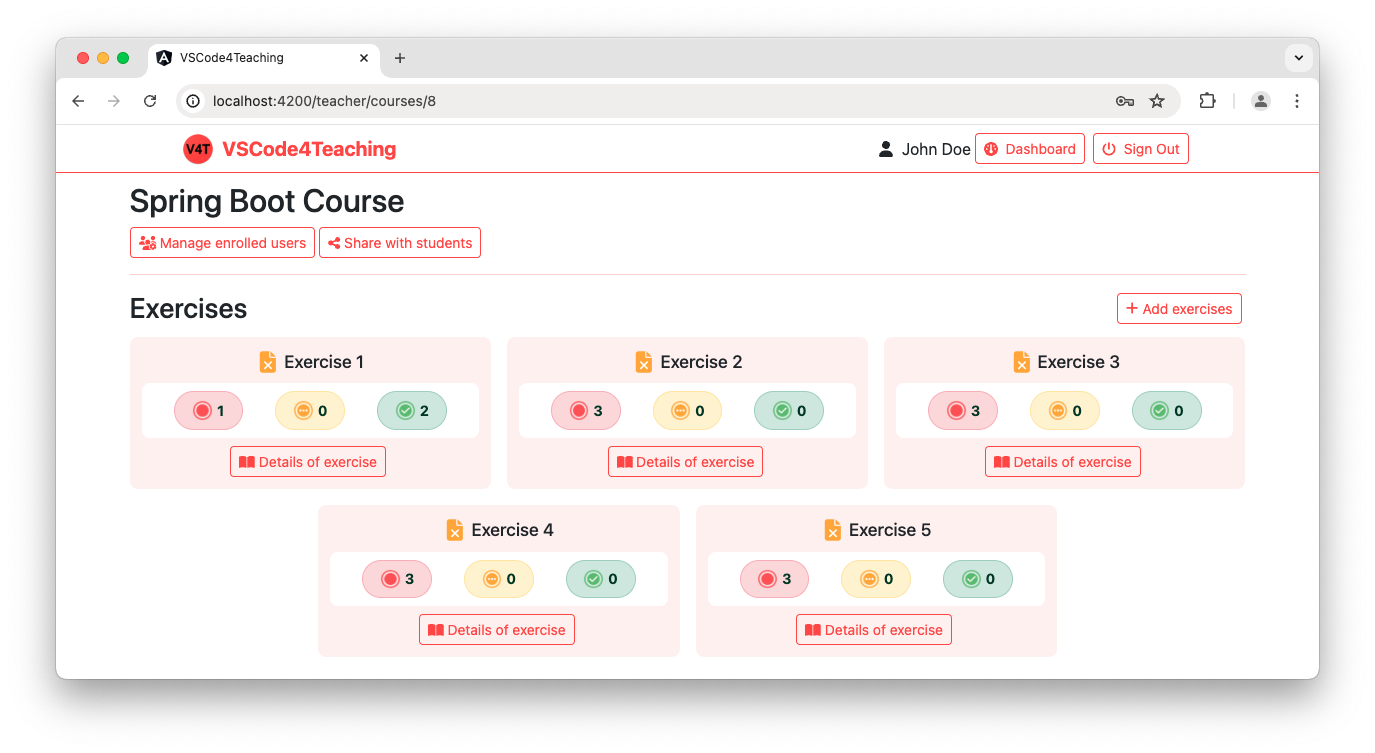 VSCode4Teaching
localhost:4200/teacher/courses/8
V4T VSCode4Teaching John Doe Dashboard Sign Out
Spring Boot Course
Manage enrolled users Share with students
Exercises Add exercises
Exercise 1 Exercise 2 Exercise 3
1 0 2 3 0 0 3 0 0
Details of exercise Details of exercise Details of exercise
Exercise 4 Exercise 5
3 0 0 3 0 0
Details of exercise Details of exercise